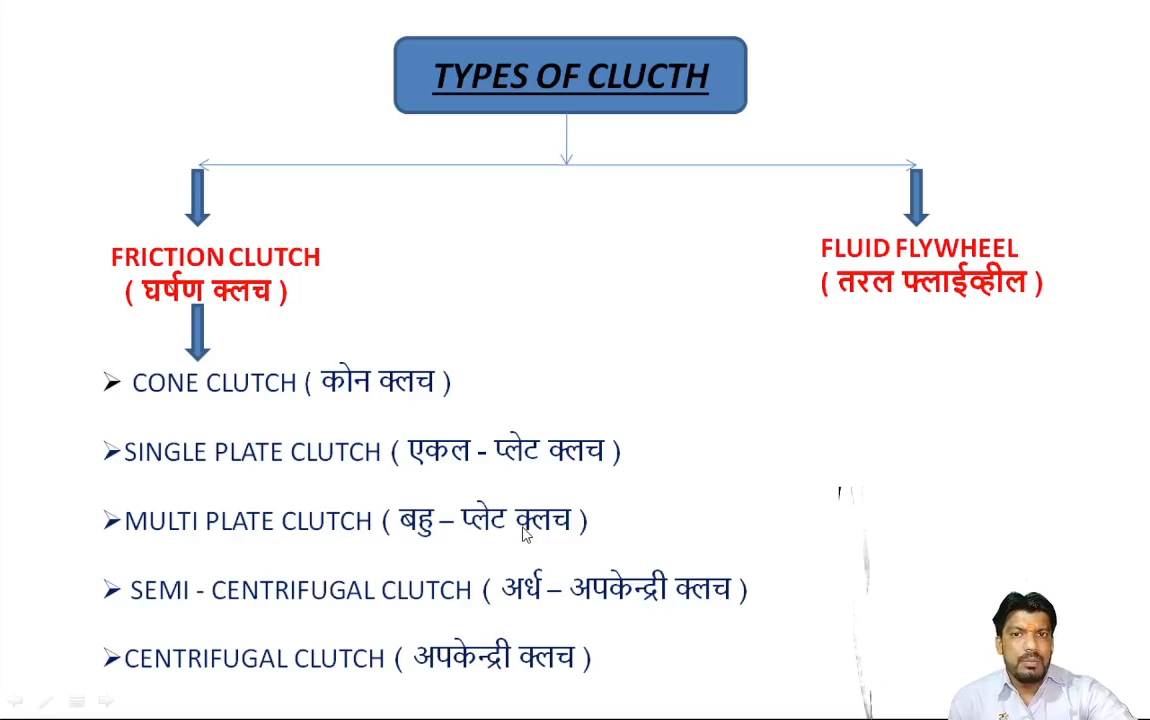 TYPES OF CLUCTH
FRICTION CLUTCH
( घर्षण क्लच )
FLUID FLYWHEEL
( तरल फ्लाईव्हील )
➢ CONE CLUTCH ( कोन क्लच )
➢SINGLE PLATE CLUTCH ( एकल - प्लेट क्लच )
➢MULTI PLATE CLUTCH ( बहु – प्लेट क्लच )
➢ SEMI - CENTRIFUGAL CLUTCH ( अर्ध – अपकेन्द्री क्लच )
➢CENTRIFUGAL CLUTCH ( अपकेन्द्री क्लच )